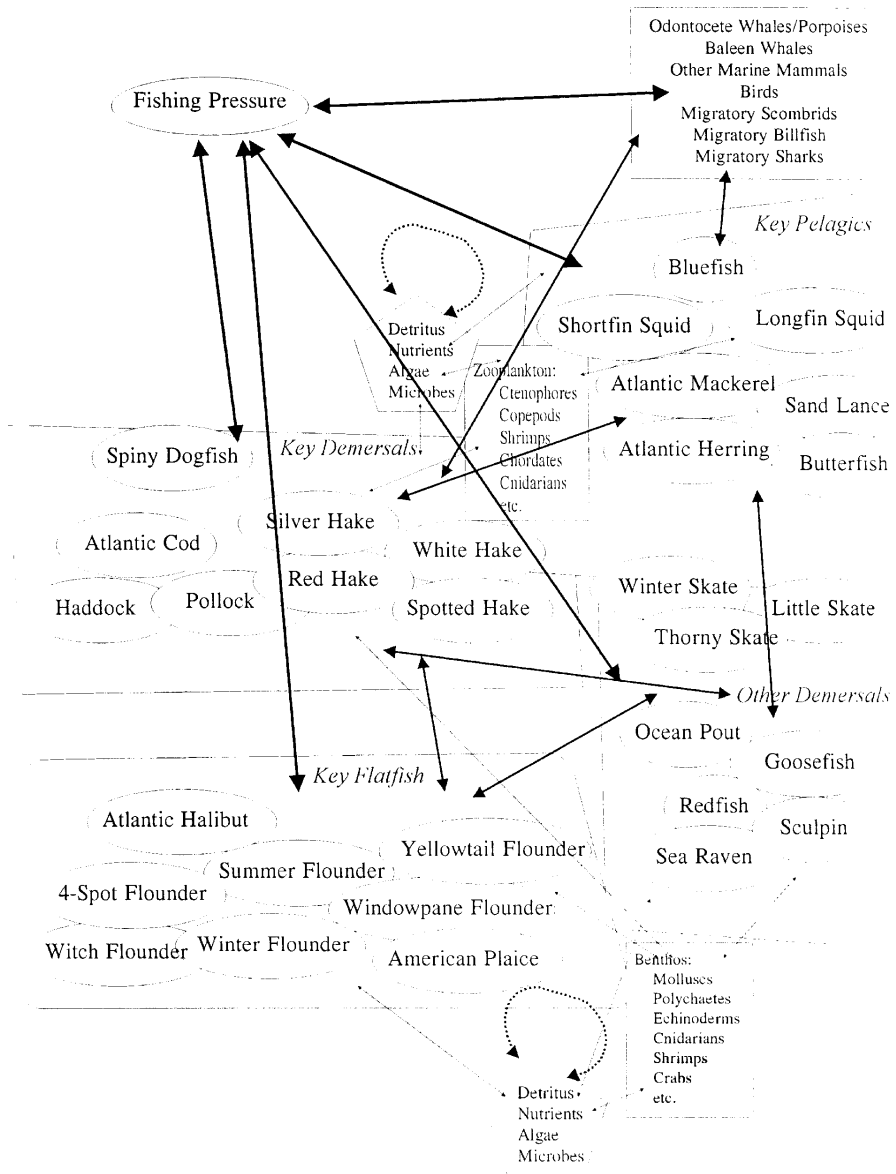 Odontocete Whales/Porpoises
Baleen Whales
Other Marine Mammals
Birds
Migratory Scombrids
Migratory Billfish
Migratory Sharks
Fishing Pressure
Key Pelagics
Bluefish
Shortfin Squid
Longfin Squid
Atlantic Mackerel
Sand Lance
Atlantic Herring
Butterfish
Detritus
Nutrients
Algae
Microbes
Zooplankton:
Ctenophores
Copepods
Shrimps
Chordates
Cnidarians
etc.
Key Demersals
Spiny Dogfish
Silver Hake
Atlantic Cod
White Hake
Red Hake
Haddock
Pollock
Spotted Hake
Winter Skate
Little Skate
Thorny Skate
Other Demersals
Ocean Pout
Goosefish
Redfish
Sculpin
Sea Raven
Key Flatfish
Atlantic Halibut
Yellowtail Flounder
Summer Flounder
4-Spot Flounder
Windowpane Flounder
Witch Flounder
Winter Flounder
American Plaice
Benthos:
Molluscs
Polychaetes
Echinoderms
Cnidarians
Shrimps
Crabs
etc.
Detritus
Nutrients
Algae
Microbes